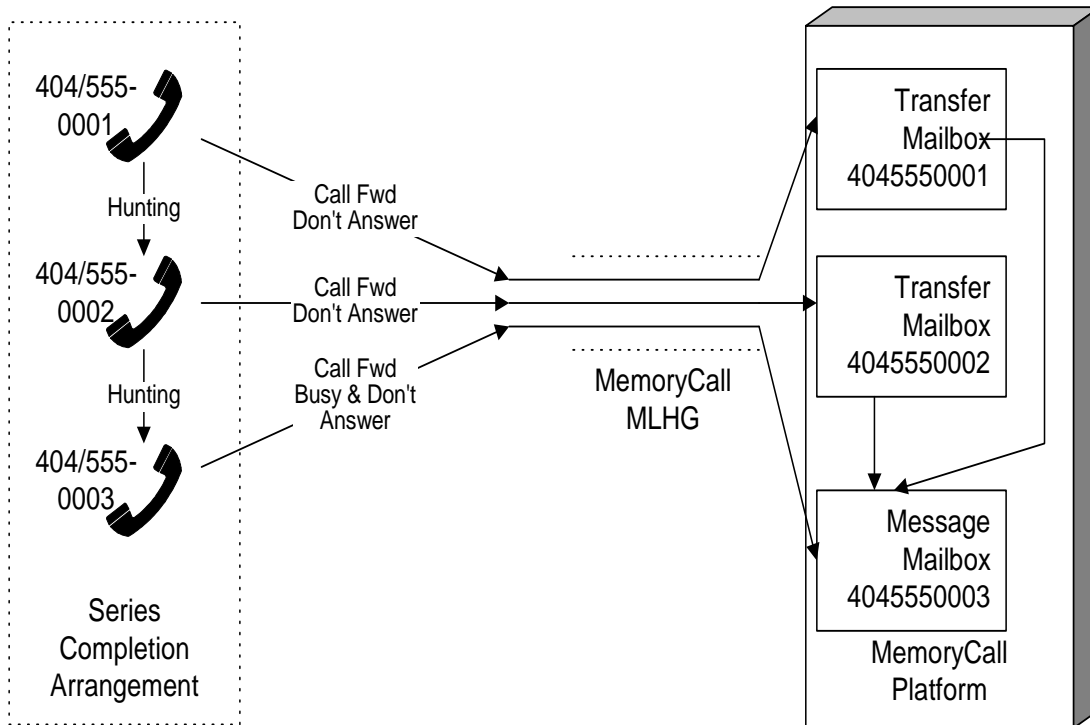 404/555-
0001
Hunting
404/555-
0002
Hunting
404/555-
0003
Series
Completion
Arrangement
Call Fwd
Don't Answer
Call Fwd
Don't Answer
Call Fwd
Busy & Don't
Answer
MemoryCall
MLHG
Transfer
Mailbox
4045550001
Transfer
Mailbox
4045550002
Message
Mailbox
4045550003
MemoryCall
Platform